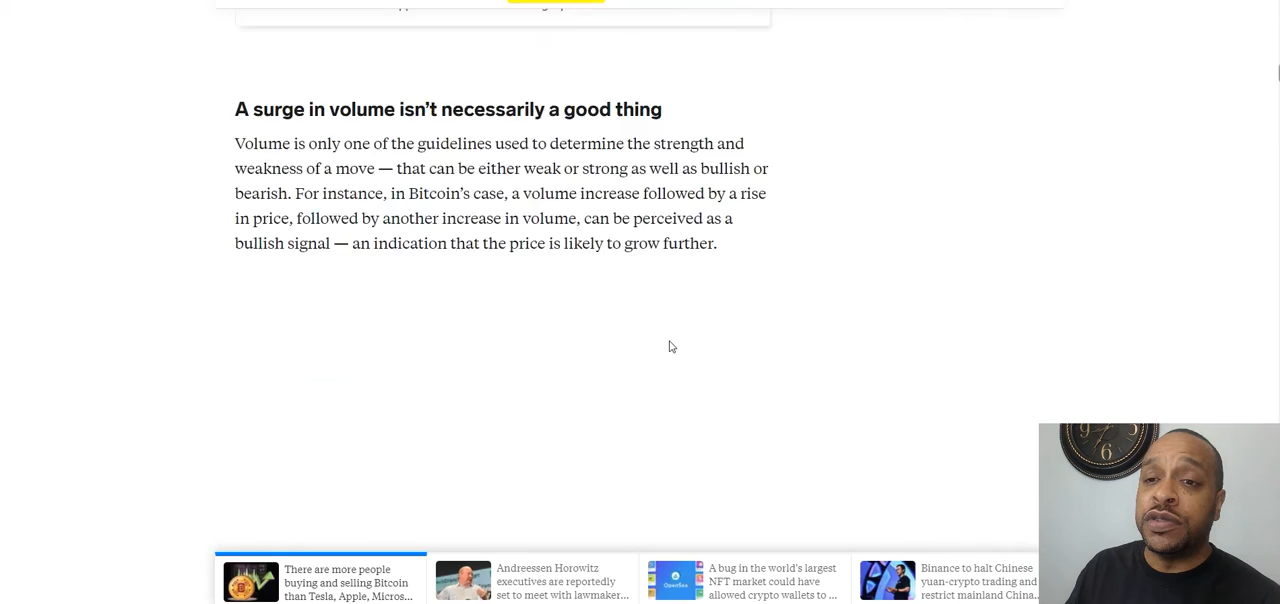 A surge in volume isn’t necessarily a good thing
Volume is only one of the guidelines used to determine the strength and
weakness of a move — that can be either weak or strong as well as bullish or
bearish. For instance, in Bitcoin’s case, a volume increase followed by a rise
in price, followed by another increase in volume, can be perceived as a
bullish signal — an indication that the price is likely to grow further.
There are more people
buying and selling Bitcoin
than Tesla, Apple, Micros...
Andreessen Horowitz
executives are reportedly
set to meet with lawmaker...
OpenSea
A bug in the world's largest
NFT market could have
allowed crypto wallets to ...
Binance to halt Chinese
yuan-crypto trading and
restrict mainland China...
9
3
6